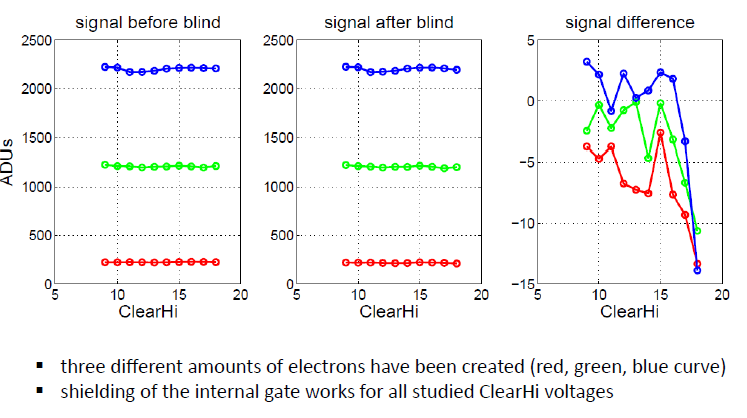 signal before blind
signal after blind
signal difference
2500
2000
1500
1000
500
0
ADUs
5 10 15 20
ClearHi
2500
2000
1500
1000
500
0
5 10 15 20
ClearHi
5
0
−5
−10
−15
5 10 15 20
ClearHi
▪ three different amounts of electrons have been created (red, green, blue curve)
▪ shielding of the internal gate works for all studied ClearHi voltages